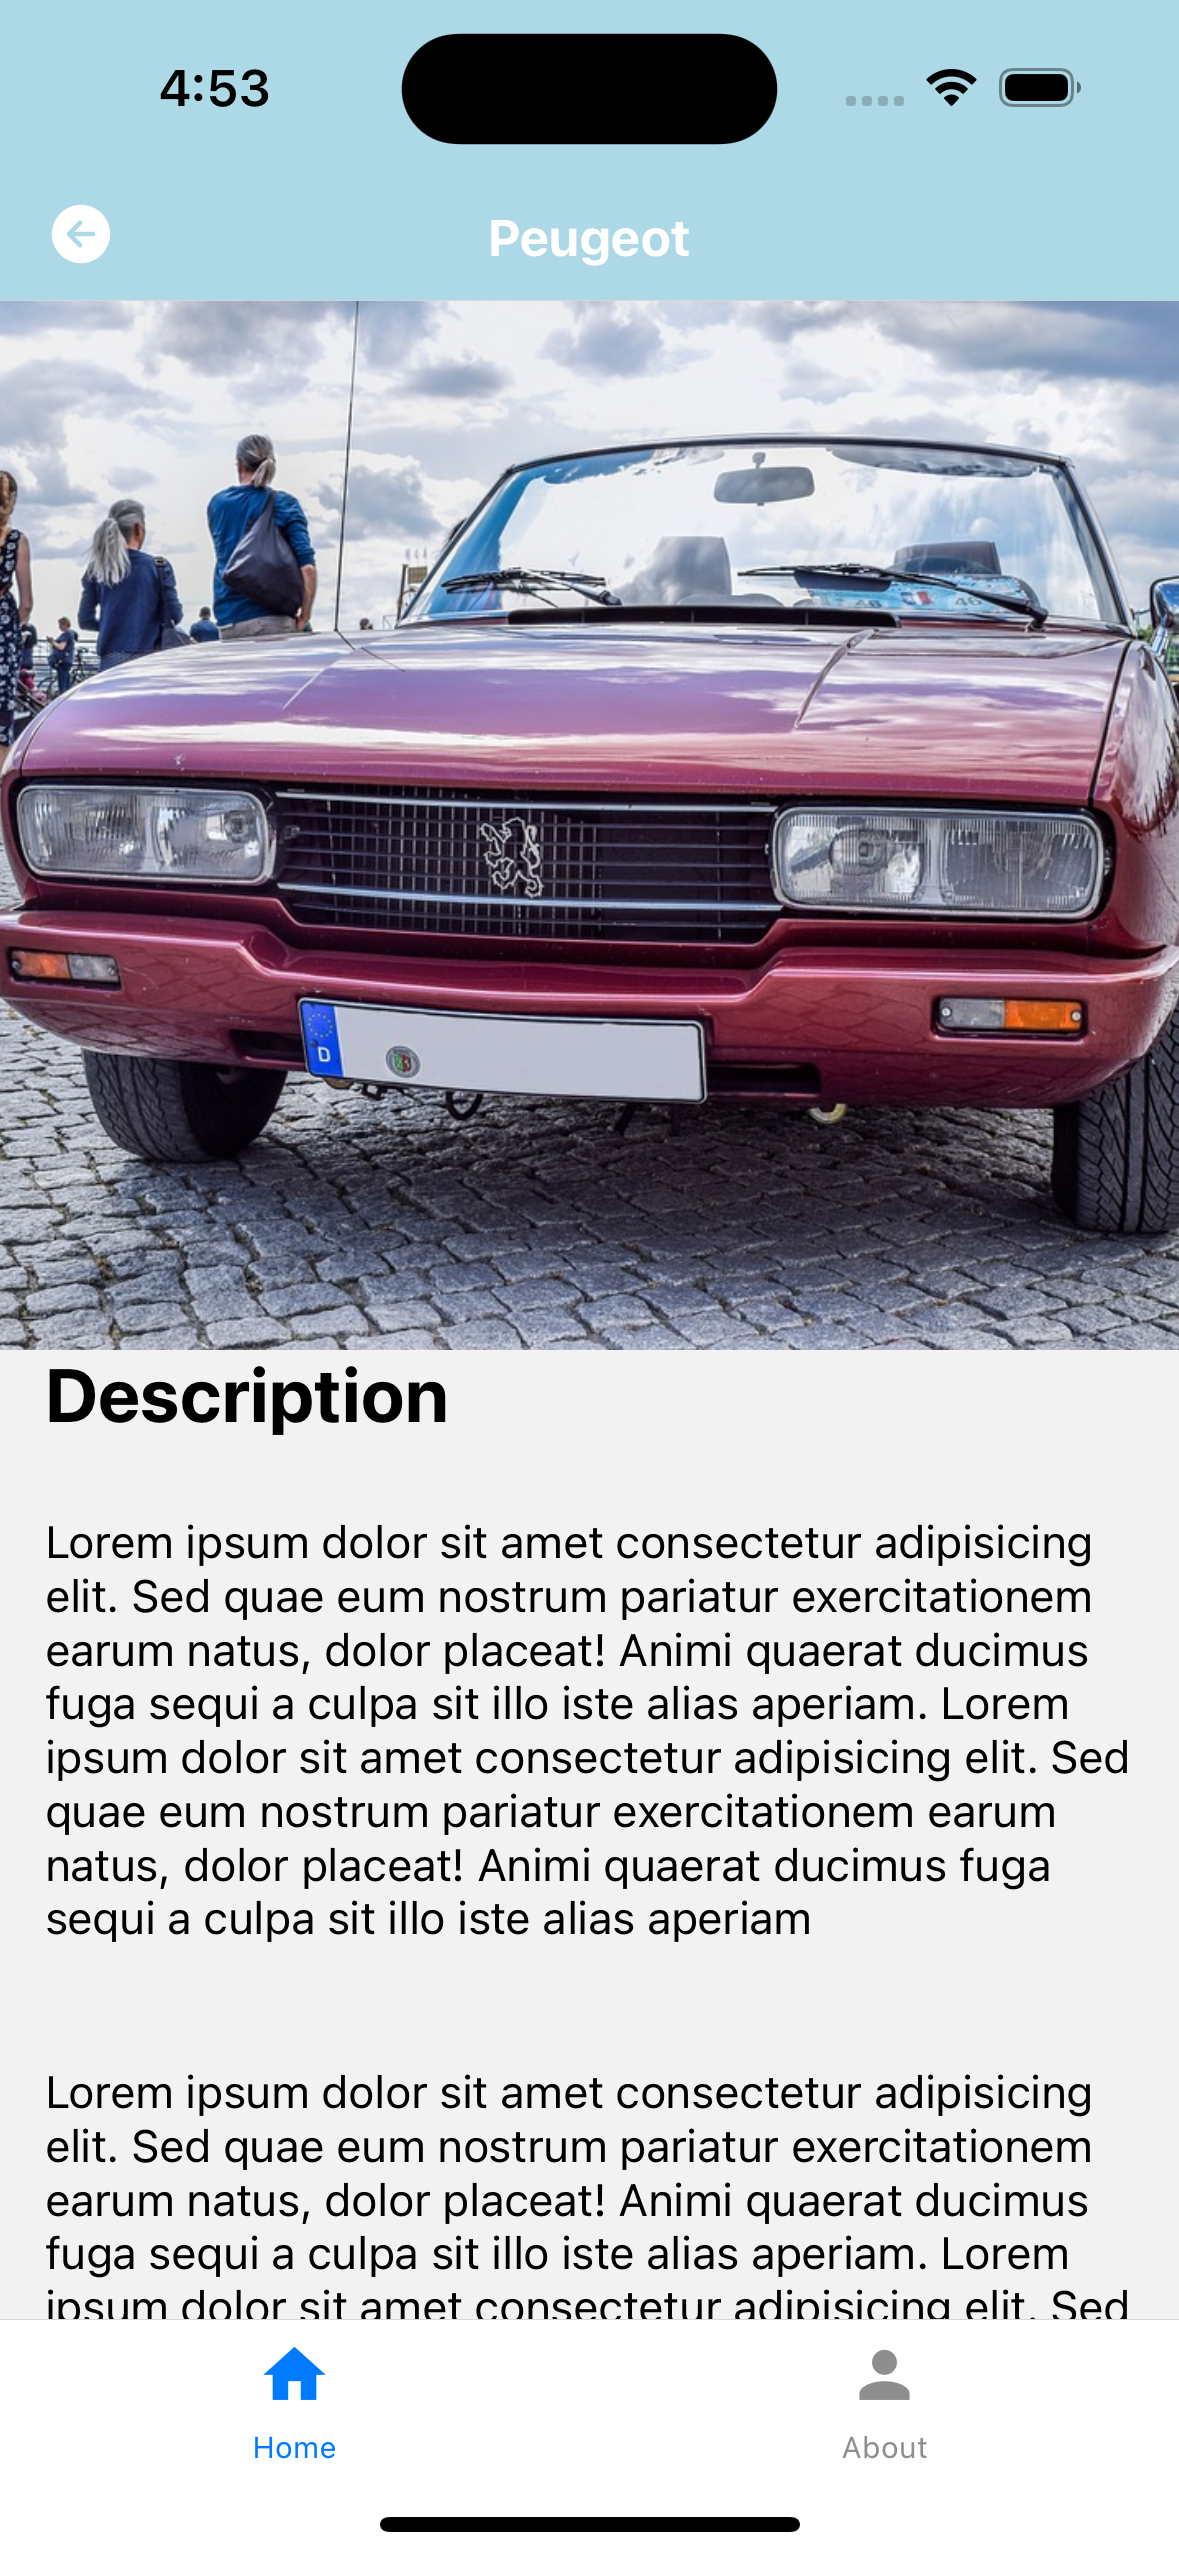 4:53
Peugeot
D
Description
Lorem ipsum dolor sit amet consectetur adipisicing
elit. Sed quae eum nostrum pariatur exercitationem
earum natus, dolor placeat! Animi quaerat ducimus
fuga sequi a culpa sit illo iste alias aperiam. Lorem
ipsum dolor sit amet consectetur adipisicing elit. Sed
quae eum nostrum pariatur exercitationem earum
natus, dolor placeat! Animi quaerat ducimus fuga
sequi a culpa sit illo iste alias aperiam
Lorem ipsum dolor sit amet consectetur adipisicing
elit. Sed quae eum nostrum pariatur exercitationem
earum natus, dolor placeat! Animi quaerat ducimus
fuga sequi a culpa sit illo iste alias aperiam. Lorem
ipsum dolor sit amet consectetur adipisicing elit. Sed
Home
About